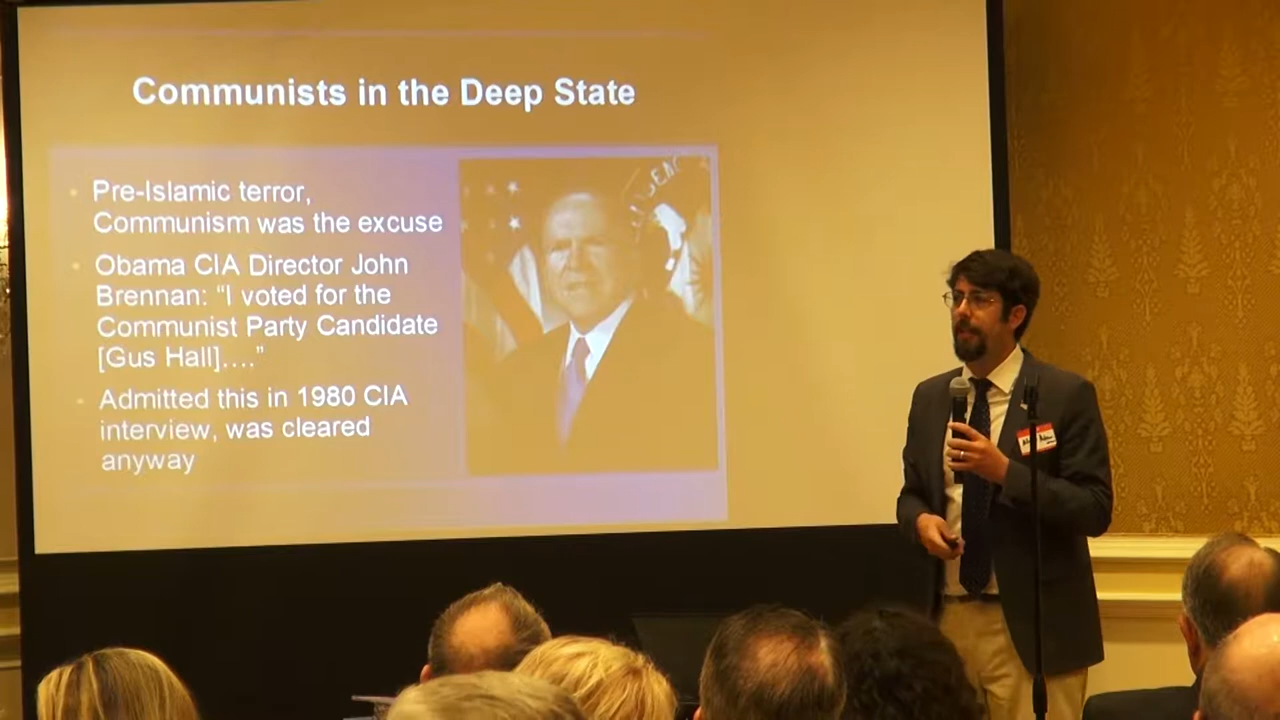 Communists in the Deep State
Pre-Islamic terror,
Communism was the excuse
Obama CIA Director John
Brennan: “I voted for the
Communist Party Candidate
[Gus Hall]....”
Admitted this in 1980 CIA
interview, was cleared
anyway